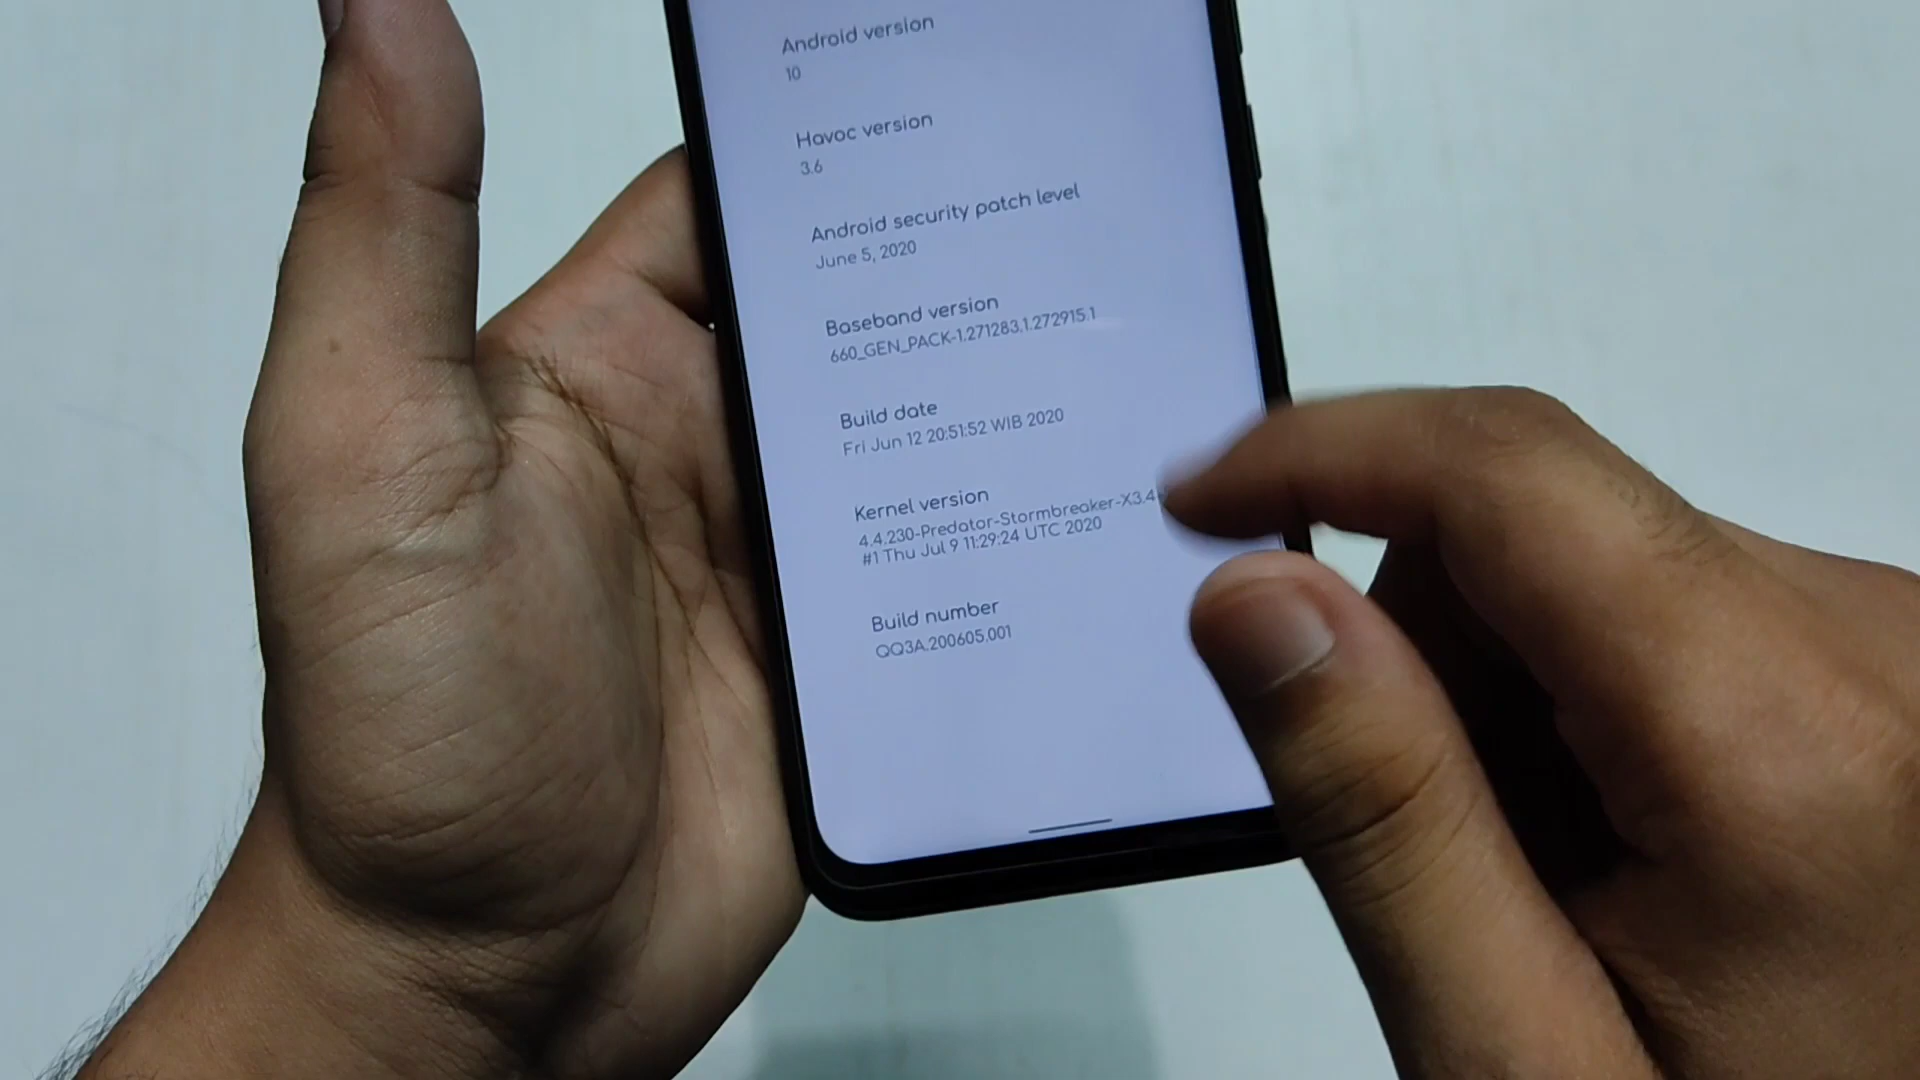 Android version
10
Havoc version
3.6
Android security patch level
June 5, 2020
Baseband version
660_GEN_PACK-1.271283.1.272915.1
Build date
Fri Jun 12 20:51:52 WIB 2020
Kernel version
4.4.230-Predator-Stormbreaker-X3.4
#1 Thu Jul 9 11:29:24 UTC 2020
Build number
QQ3A.200605.001